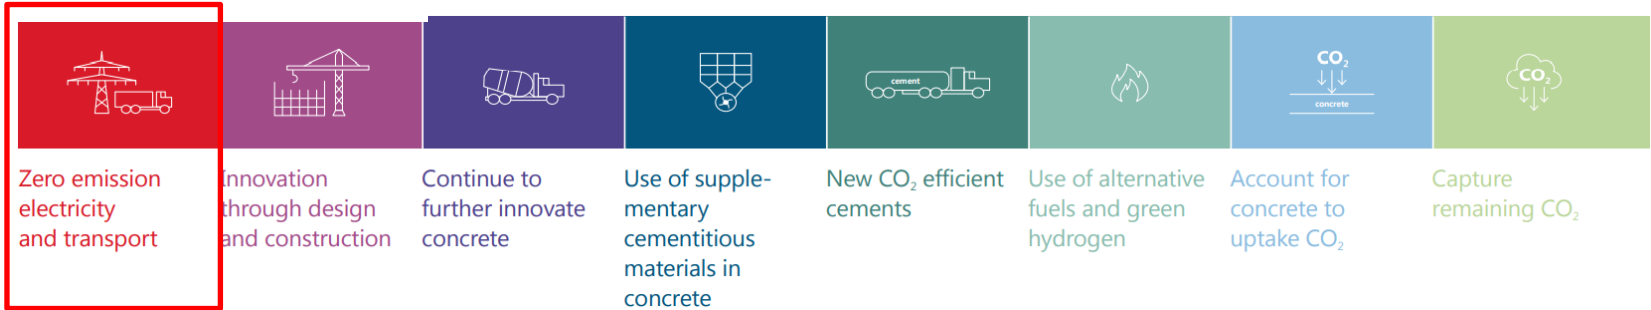 cement
CO₂
concrete
CO₂
Zero emission
electricity
and transport
Innovation
through design
and construction
Continue to
further innovate
concrete
Use of supple-
mentary
cementitious
materials in
concrete
New CO₂ efficient
cements
Use of alternative
fuels and green
hydrogen
Account for
concrete to
uptake CO₂
Capture
remaining CO₂